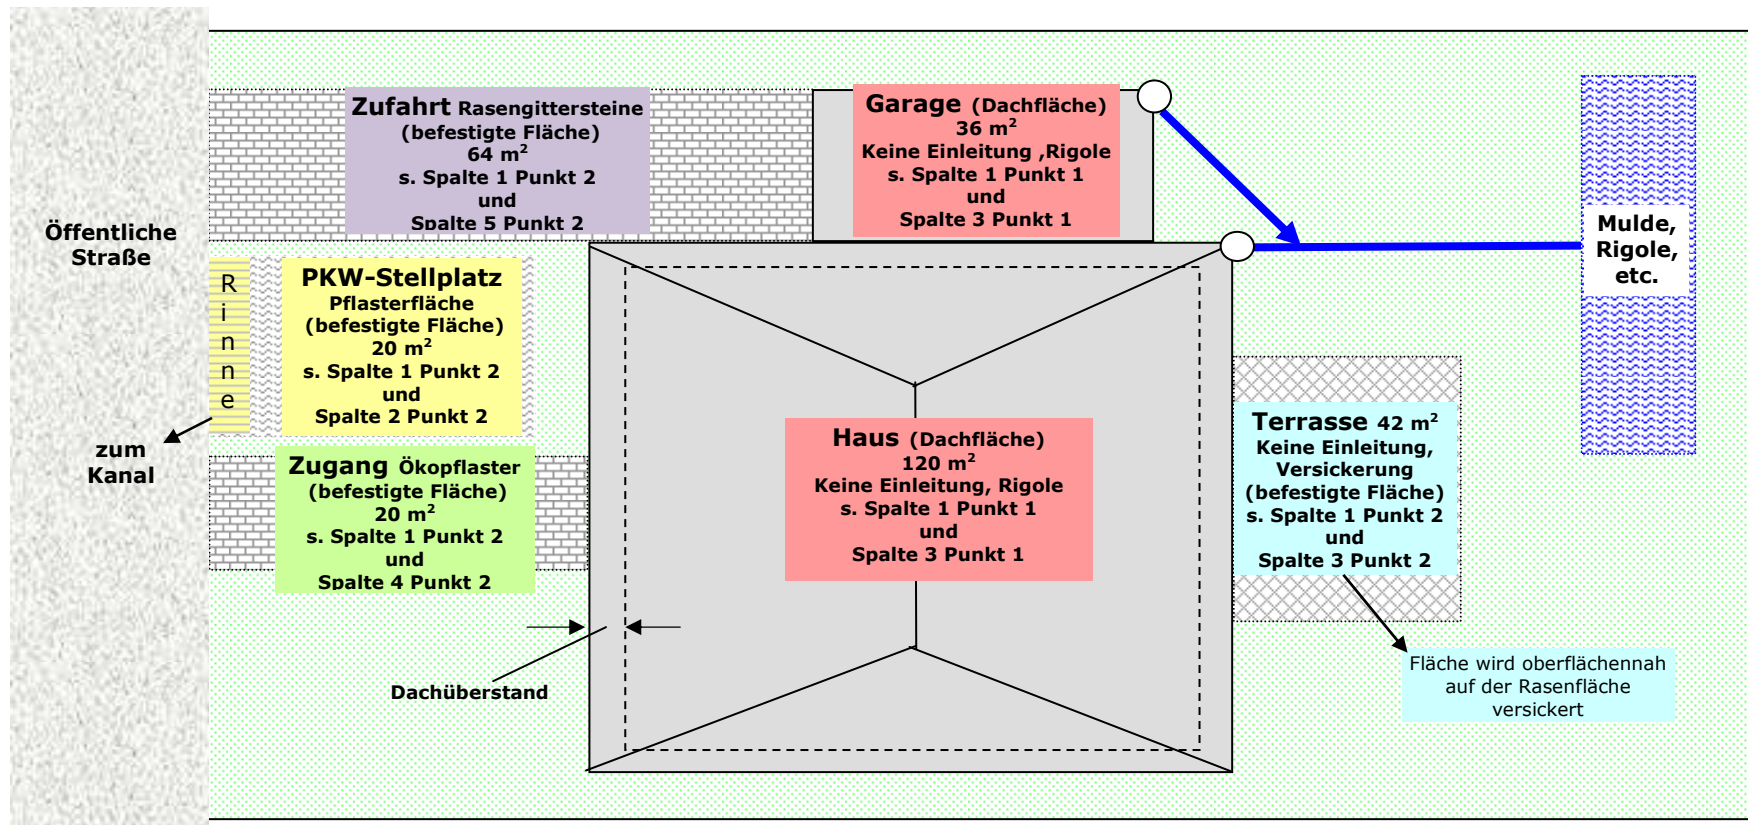 Öffentliche
Straße
zum
Kanal
Zufahrt Rasengittersteine
(befestigte Fläche)
64 m²
s. Spalte 1 Punkt 2
und
Spalte 5 Punkt 2
Garage (Dachfläche)
36 m²
Keine Einleitung ,Rigole
s. Spalte 1 Punkt 1
und
Spalte 3 Punkt 1
Mulde,
Rigole,
etc.
R
i
n
n
e
PKW-Stellplatz
Pflasterfläche
(befestigte Fläche)
20 m²
s. Spalte 1 Punkt 2
und
Spalte 2 Punkt 2
Zugang Ökopflaster
(befestigte Fläche)
20 m²
s. Spalte 1 Punkt 2
und
Spalte 4 Punkt 2
Haus (Dachfläche)
120 m²
Keine Einleitung, Rigole
s. Spalte 1 Punkt 1
und
Spalte 3 Punkt 1
Terrasse 42 m²
Keine Einleitung,
Versickerung
(befestigte Fläche)
s. Spalte 1 Punkt 2
und
Spalte 3 Punkt 2
Dachüberstand
Fläche wird oberflächennah
auf der Rasenfläche
versickert